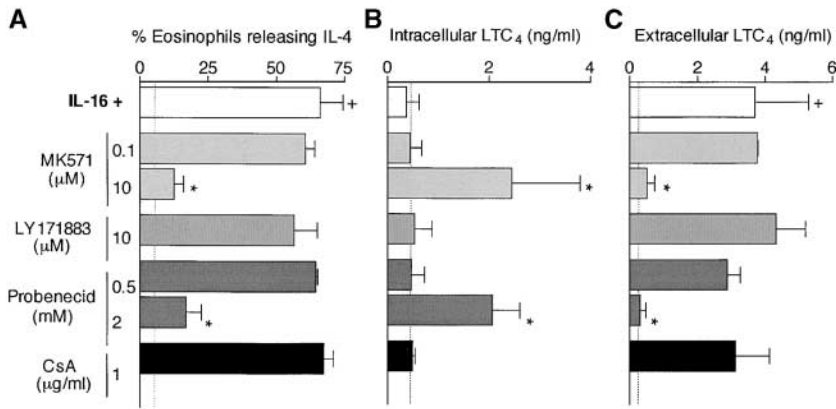 A
% Eosinophils releasing IL-4
0 25 50 75
B
Intracellular LTC4 (ng/ml)
0 2 4
C
Extracellular LTC4 (ng/ml)
0 2 4 6
IL-16 +
+
+
MK571
(μM)
0.1
10
*
*
*
LY171883
(μM)
10
Probenecid
(mM)
0.5
2
*
*
*
CsA
(μg/ml)
1